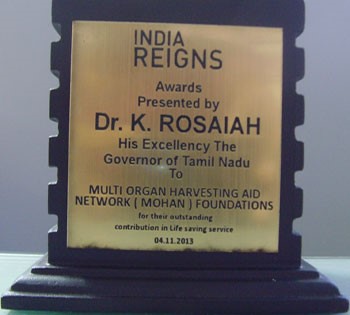 INDIA
REIGNS
Awards
Presented by
Dr. K. ROSAIAH
His Excellency The
Governor of Tamil Nadu
To
MULTI ORGAN HARVESTING AID
NETWORK ( MOHAN ) FOUNDATIONS
for their outstanding
contribution in Life saving service
04.11.2013